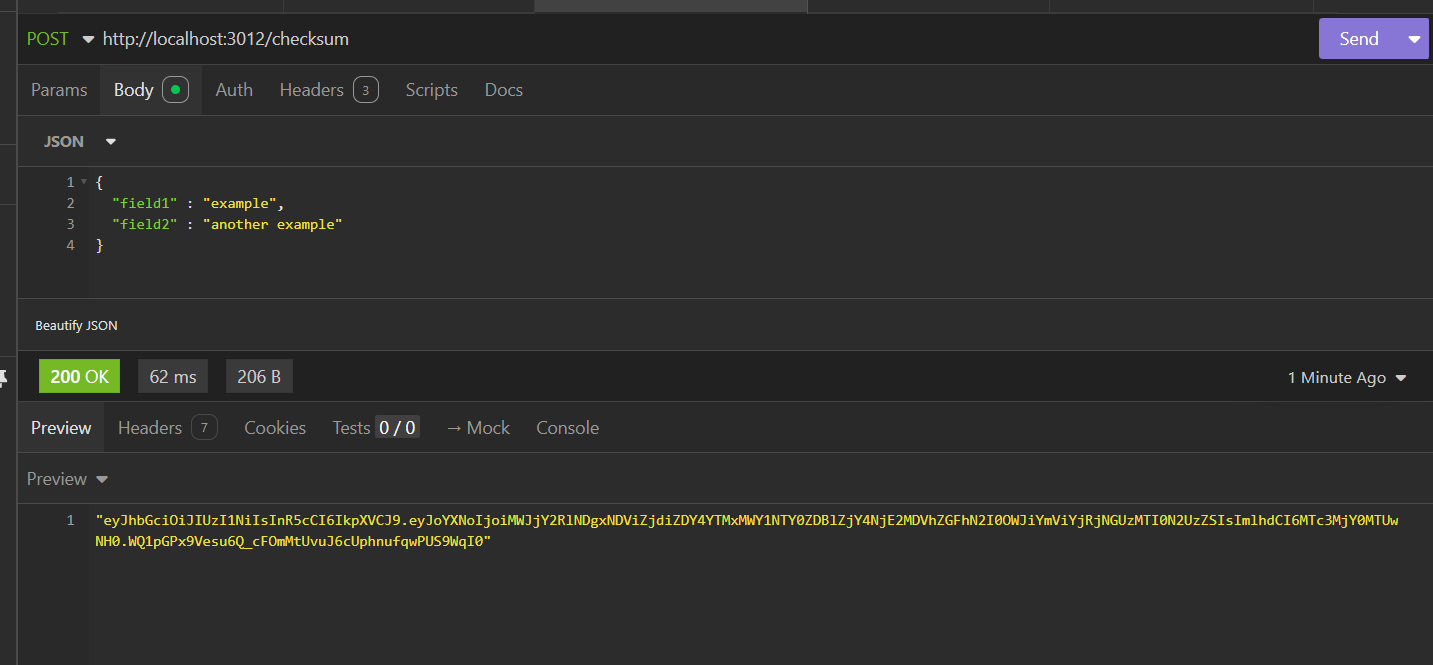 POST http://localhost:3012/checksum Send
Params Body Auth Headers 3 Scripts Docs
JSON
1 {
2 "field1" : "example",
3 "field2" : "another example"
4 }
Beautify JSON
200 OK 62 ms 206 B 1 Minute Ago
Preview Headers 7 Cookies Tests 0 / 0 → Mock Console
Preview
1 "eyJhbGciOiJIUzI1NiIsInR5cCI6IkpXVCJ9.eyJoYXNoIjoiMWJjY2RlNDgxNDViZjdiZDY4YTMxMWY1NTY0ZDBlZjY4NjE2MDVhZGFhN2I0OWJiYmViYjRjNGUzMTI0N2UzZSIsImlhdCI6MTc3MjY0MTUw
NH0.WQ1pGPx9Vesu6Q_cFOmMtUvuJ6cUphnufqwPUS9WqI0"